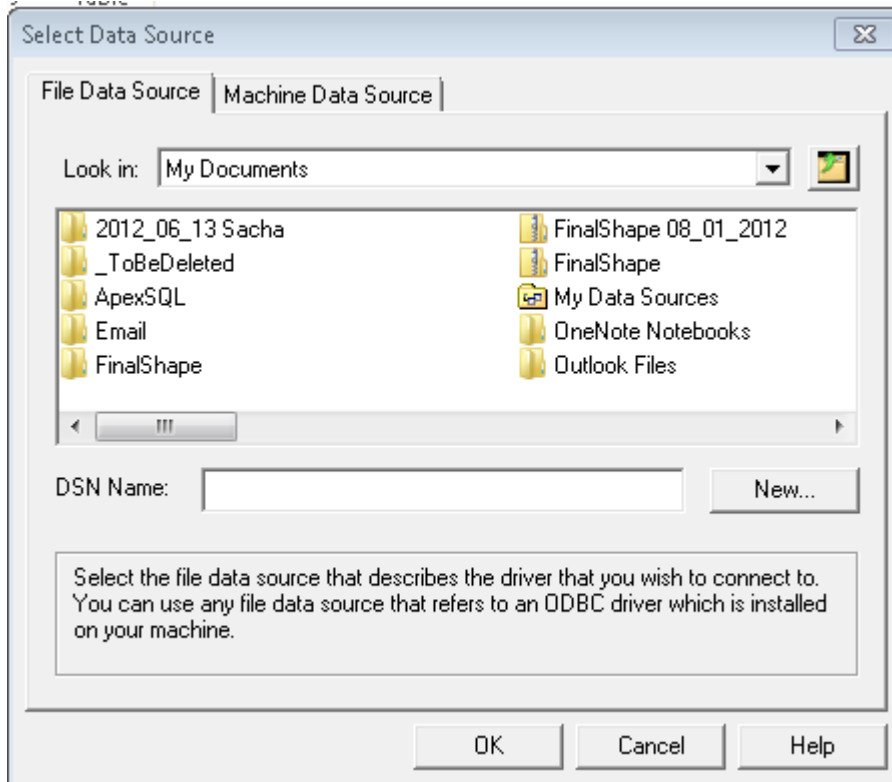 Select Data Source
File Data Source
Machine Data Source
Look in:
My Documents
2012_06_13 Sacha
_ToBeDeleted
ApexSQL
Email
FinalShape
FinalShape 08_01_2012
FinalShape
My Data Sources
OneNote Notebooks
Outlook Files
DSN Name:
New...
Select the file data source that describes the driver that you wish to connect to.
You can use any file data source that refers to an ODBC driver which is installed
on your machine.
OK
Cancel
Help